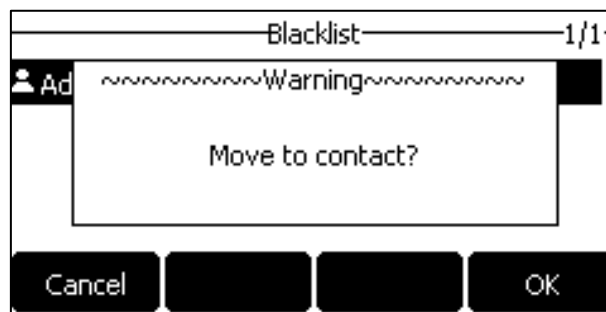 Blacklist 1/1
Ad
~~~~~~~~Warning~~~~~~~~
Move to contact?
Cancel OK